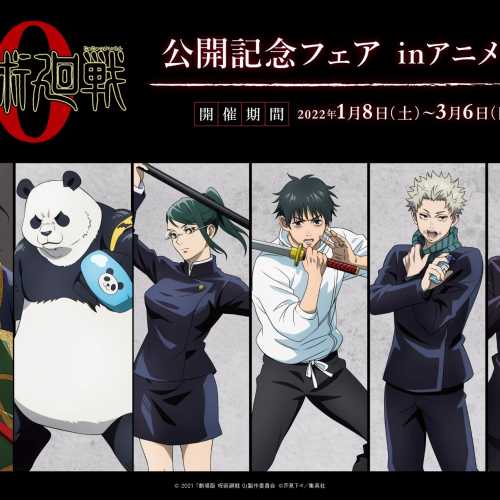 術廻戦
0
公開記念フェア inアニメ
開催期間 2022年1月8日(土)~3月6日(日
© 2021「劇場版 呪術廻戦 0」製作委員会 ©芥見下々/集英社